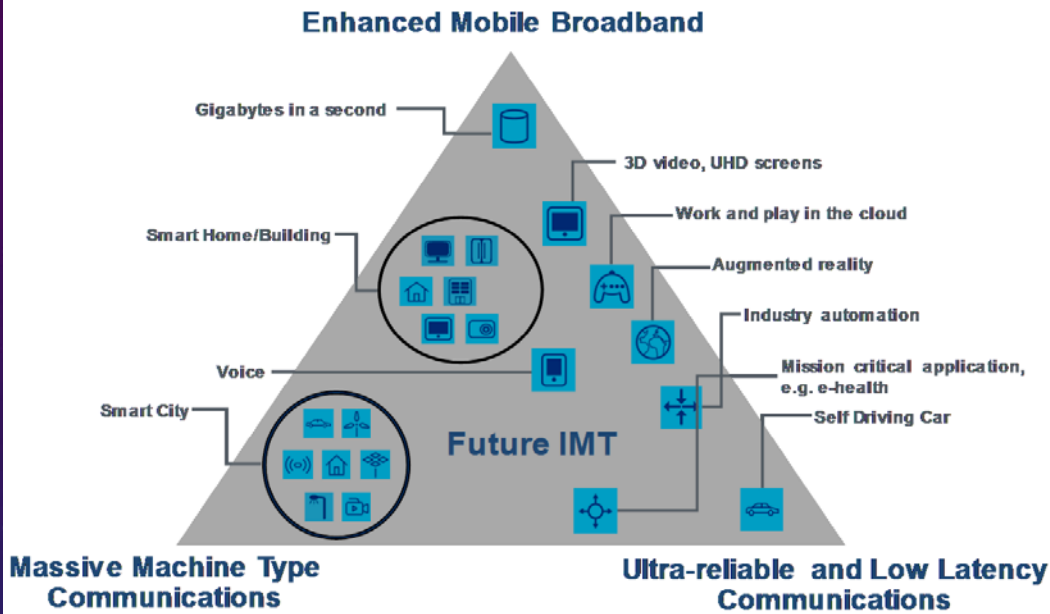 Enhanced Mobile Broadband
Gigabytes in a second
3D video, UHD screens
Work and play in the cloud
Smart Home/Building
Augmented reality
Industry automation
Mission critical application,
e.g. e-health
Voice
Smart City
Self Driving Car
Future IMT
Massive Machine Type
Communications
Ultra-reliable and Low Latency
Communications